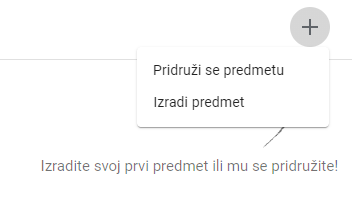 Pridruži se predmetu
Izradi predmet
Izradite svoj prvi predmet ili mu se pridružite!